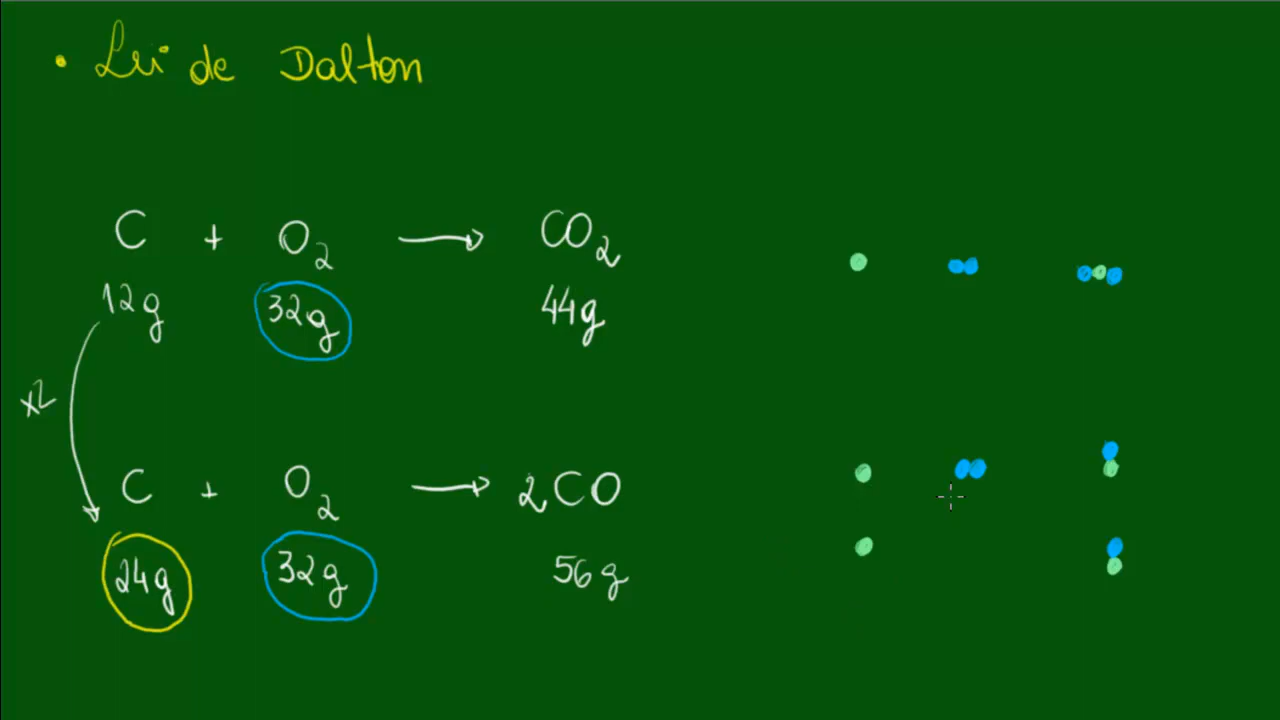 • Lei de Dalton
C + O₂ → CO₂
12g 32g 44g
x2
C + O₂ → 2CO
24g 32g 56g